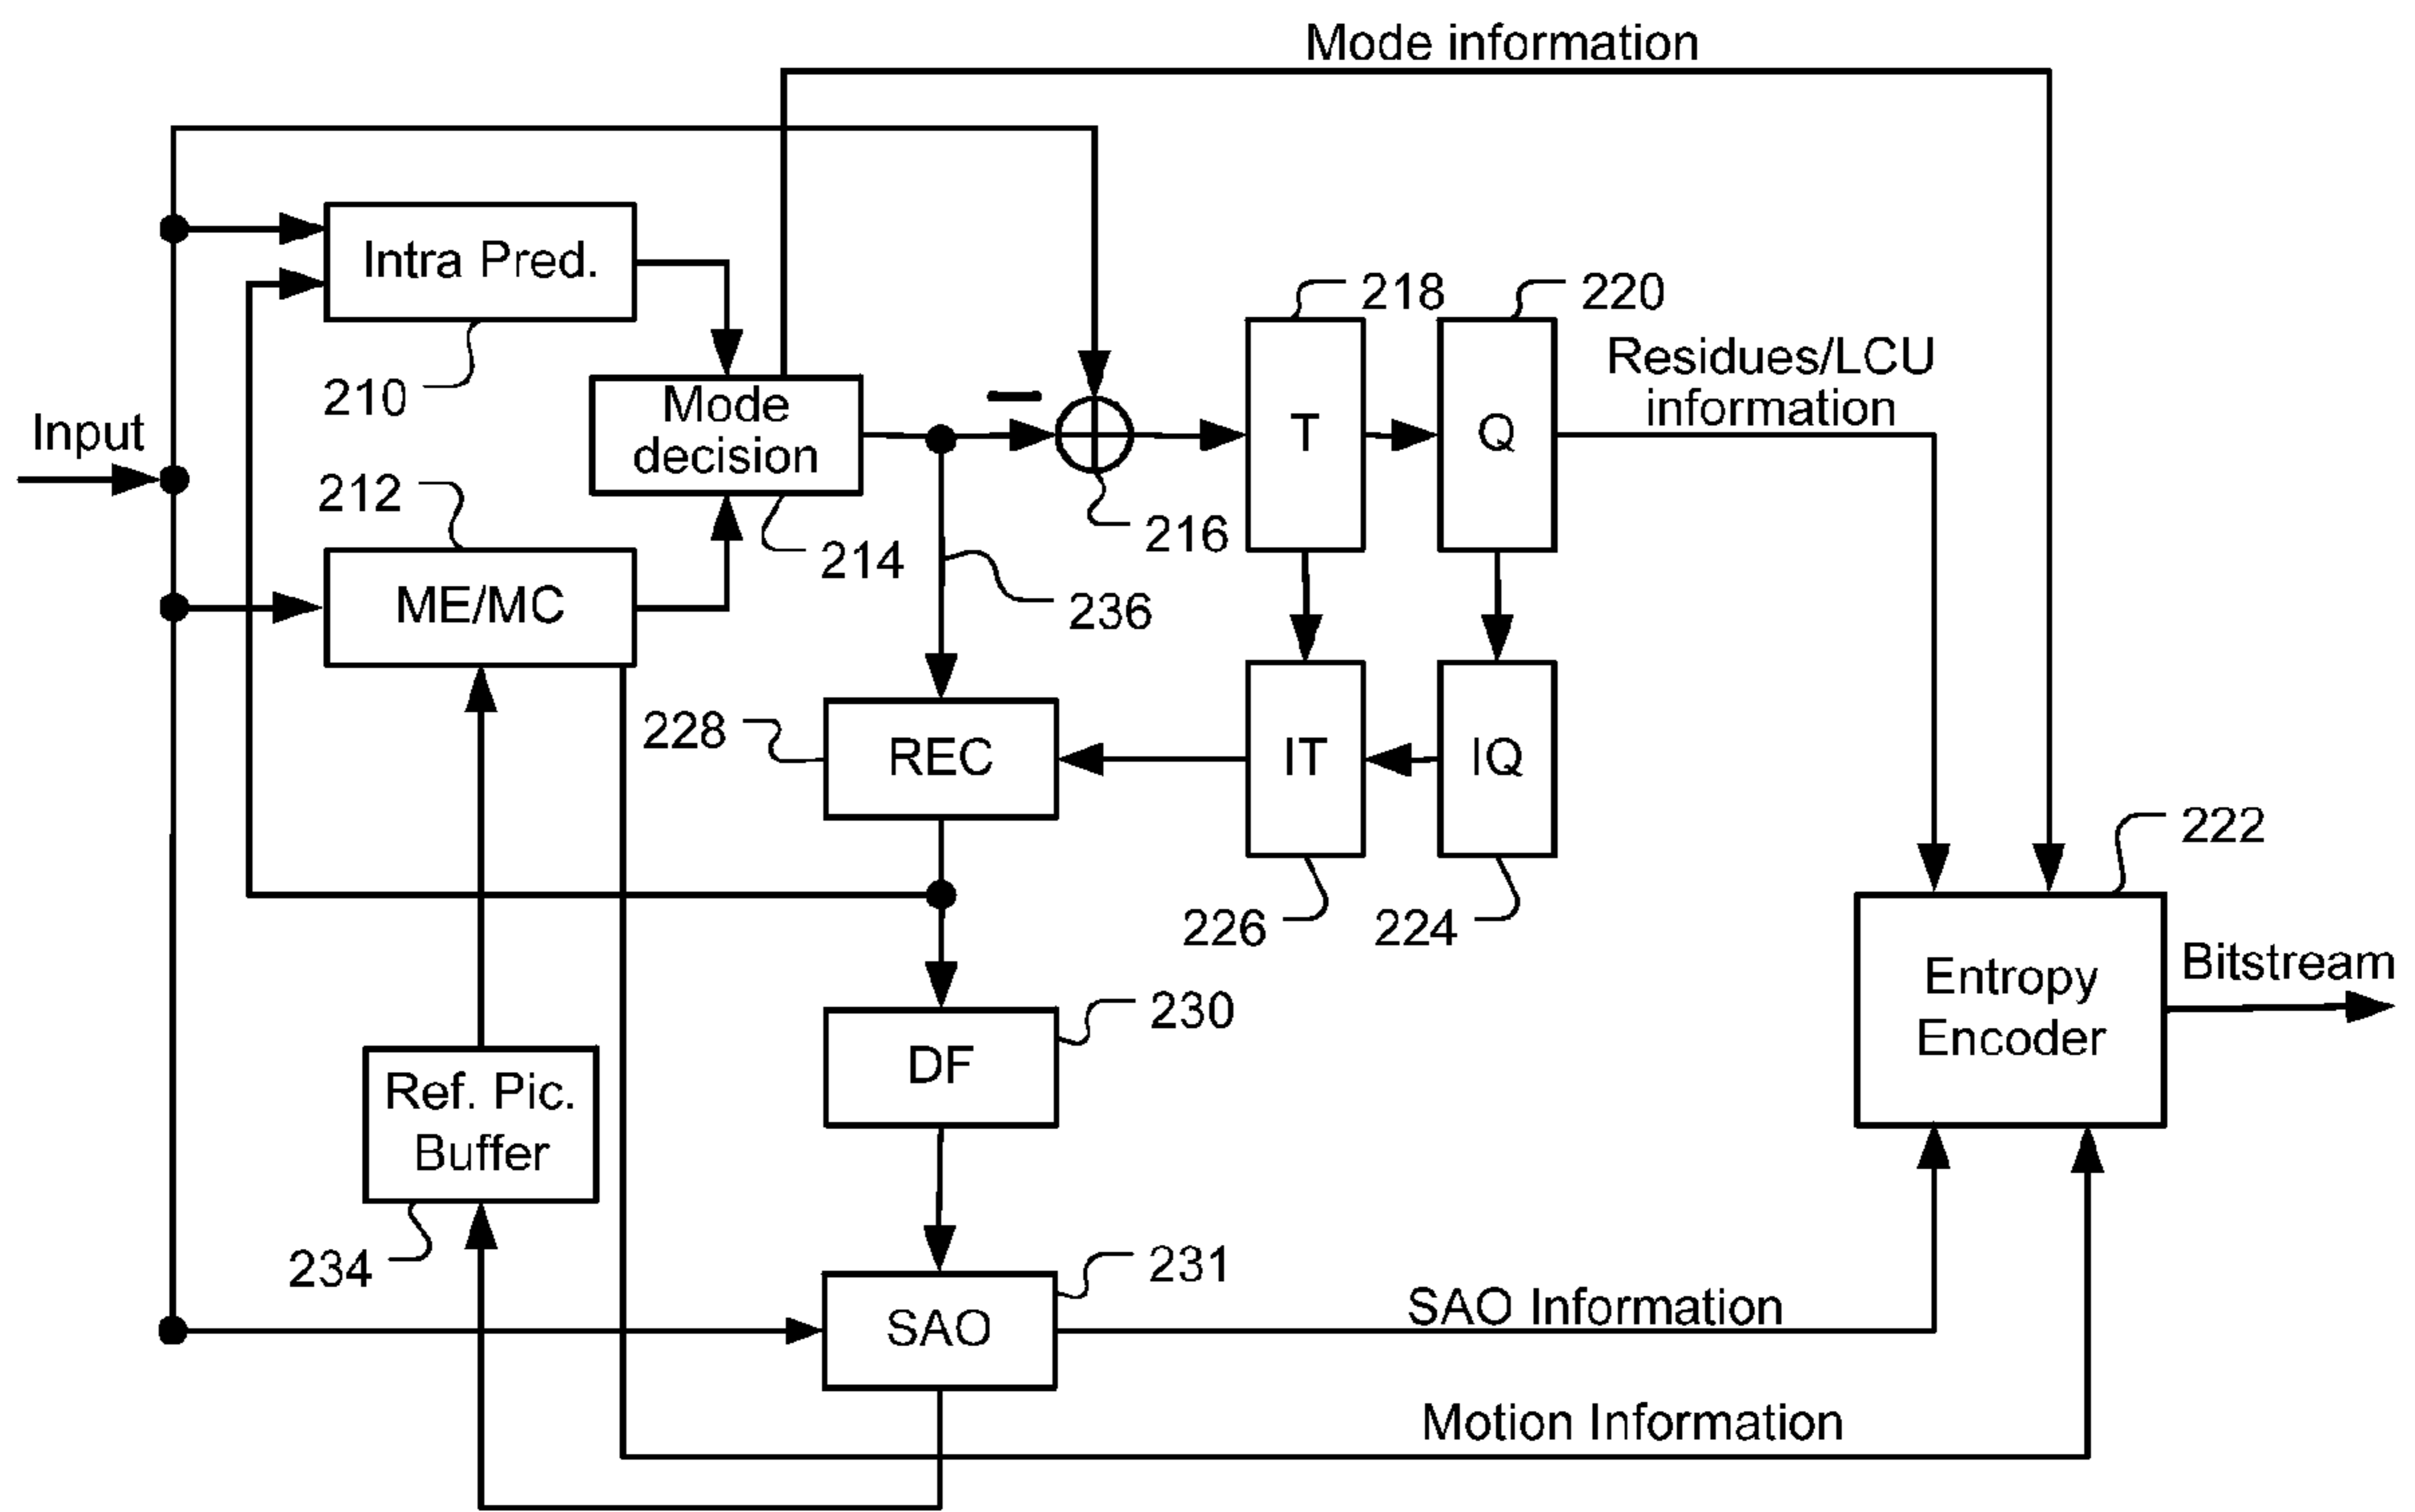 Mode information
Intra Pred.
210
Input
212
Mode
decision
214
216
218
220
Residues/LCU
information
T
Q
ME/MC
236
228
REC
IT
IQ
226
224
222
Entropy
Encoder
Bitstream
230
DF
Ref. Pic.
Buffer
234
231
SAO
SAO Information
Motion Information